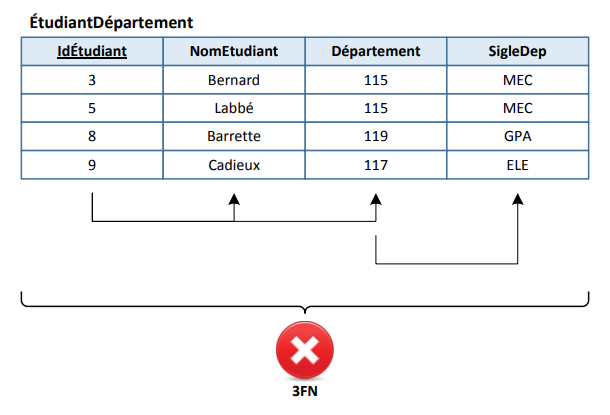 ÉtudiantDépartement
IdÉtudiant NomEtudiant Département SigleDep
3 Bernard 115 MEC
5 Labbé 115 MEC
8 Barrette 119 GPA
9 Cadieux 117 ELE
3FN